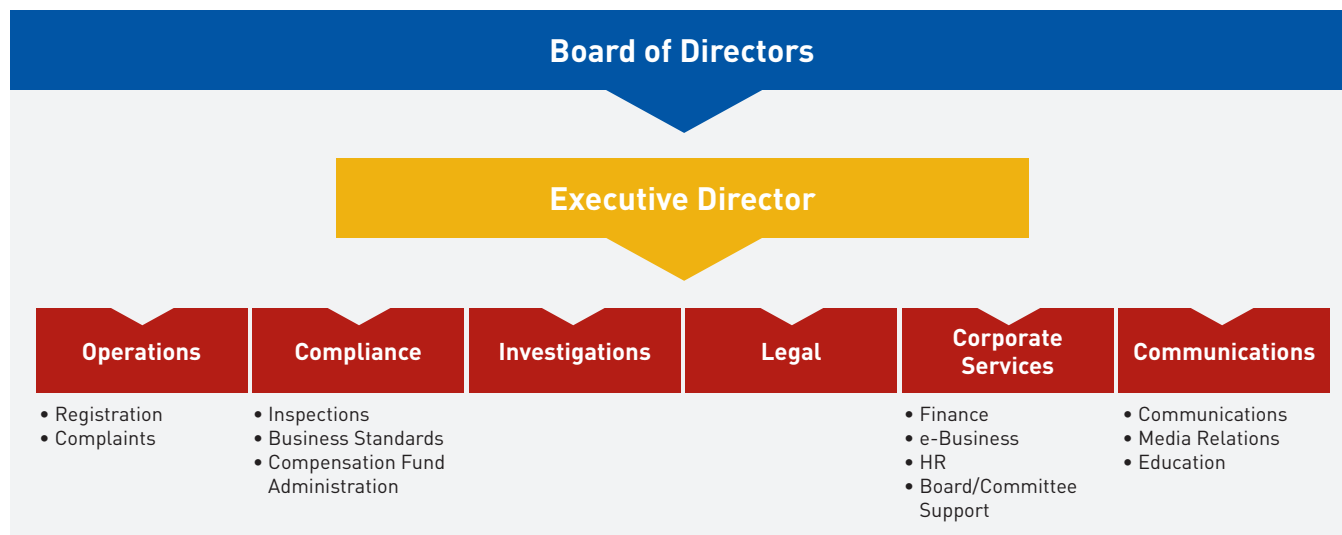 Board of Directors
Executive Director
Operations
Compliance
Investigations
Legal
Corporate
Services
Communications
• Registration
• Complaints
• Inspections
• Business Standards
• Compensation Fund
Administration
• Finance
• e-Business
• HR
• Board/Committee
Support
• Communications
• Media Relations
• Education